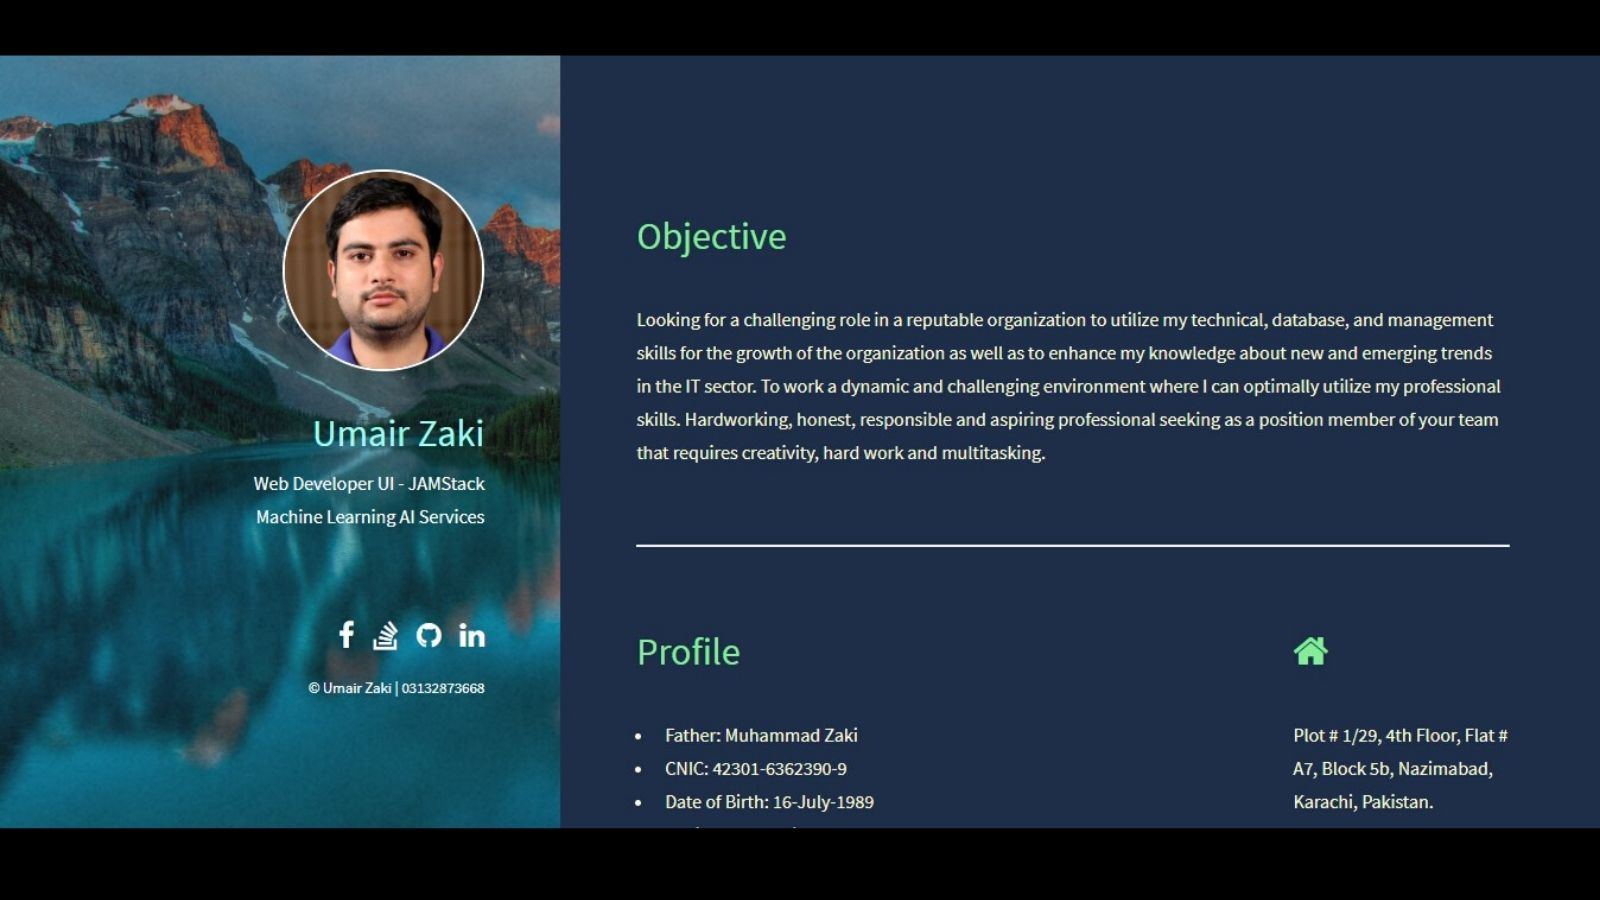 Umair Zaki
Web Developer UI - JAMStack
Machine Learning AI Services
© Umair Zaki | 03132873668
Objective
Looking for a challenging role in a reputable organization to utilize my technical, database, and management
skills for the growth of the organization as well as to enhance my knowledge about new and emerging trends
in the IT sector. To work a dynamic and challenging environment where I can optimally utilize my professional
skills. Hardworking, honest, responsible and aspiring professional seeking as a position member of your team
that requires creativity, hard work and multitasking.
Profile
Father: Muhammad Zaki
CNIC: 42301-6362390-9
Date of Birth: 16-July-1989
Plot # 1/29, 4th Floor, Flat #
A7, Block 5b, Nazimabad,
Karachi, Pakistan.